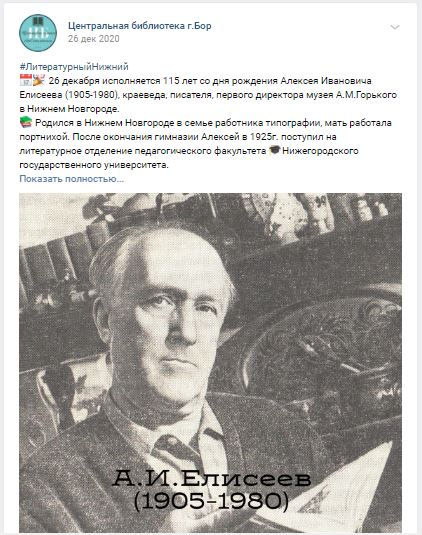 Центральная библиотека г.Бор
26 дек 2020
#ЛитературныйНижний
📅🎉 26 декабря исполняется 115 лет со дня рождения Алексея Ивановича
Елисеева (1905-1980), краеведа, писателя, первого директора музея А.М.Горького
в Нижнем Новгороде.
📚 Родился в Нижнем Новгороде в семье работника типографии, мать работала
портнихой. После окончания гимназии Алексей в 1925г. поступил на
литературное отделение педагогического факультета 🎓Нижегородского
государственного университета.
Показать полностью...
А.И.Елисеев
(1905-1980)